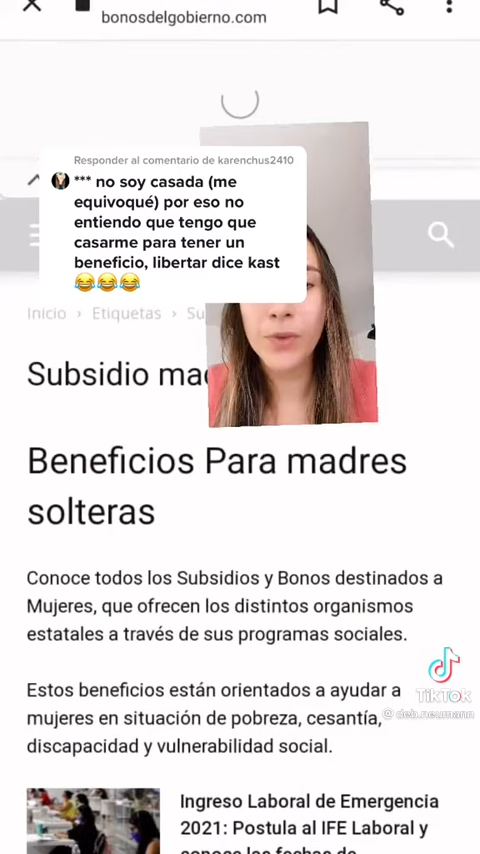 bonosdelgobierno.com
Responder al comentario de karenchus2410
*** no soy casada (me
equivoqué) por eso no
entiendo que tengo que
casarme para tener un
beneficio, libertar dice kast
😂😂😂
Inicio › Etiquetas › Su
Subsidio ma
Beneficios Para madres
solteras
Conoce todos los Subsidios y Bonos destinados a
Mujeres, que ofrecen los distintos organismos
estatales a través de sus programas sociales.
Estos beneficios están orientados a ayudar a
mujeres en situación de pobreza, cesantía,
discapacidad y vulnerabilidad social.
TikTok
@deb.neumann
Ingreso Laboral de Emergencia
2021: Postula al IFE Laboral y
conoce las fechas de